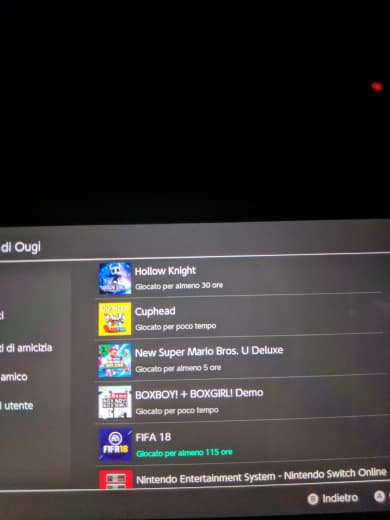 di Ougi
Hollow Knight
Giocato per almeno 30 ore
Cuphead
Giocato per poco tempo
New Super Mario Bros. U Deluxe
Giocato per almeno 5 ore
BOXBOY! + BOXGIRL! Demo
Giocato per poco tempo
FIFA 18
Giocato per almeno 115 ore
Nintendo Entertainment System - Nintendo Switch Online
ti di amicizia
amico
utente
B Indietro
A